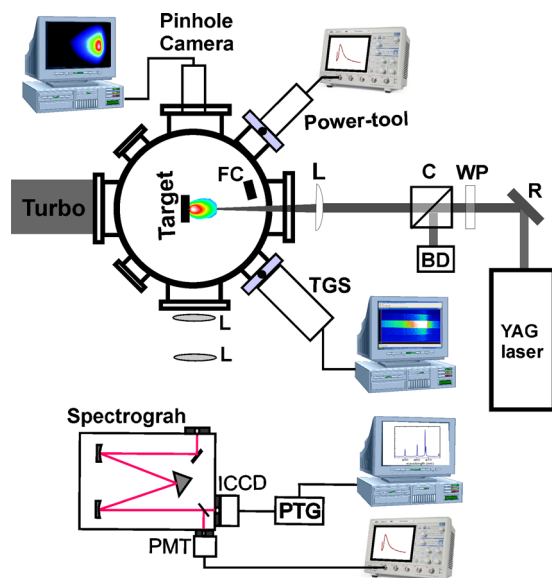 Pinhole
Camera
Power-tool
FC
L
C
WP
R
Turbo
Target
BD
TGS
YAG
laser
L
L
Spectrograh
ICCD
PTG
PMT